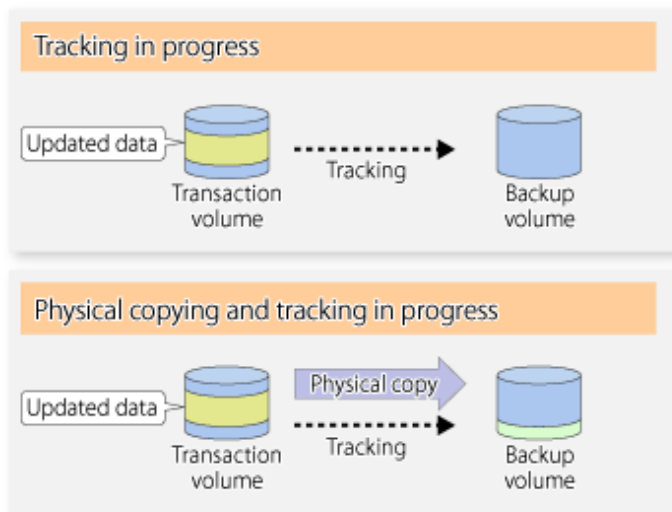 Tracking in progress
Updated data
Tracking
Transaction
volume
Backup
volume
Physical copying and tracking in progress
Physical copy
Updated data
Tracking
Transaction
volume
Backup
volume